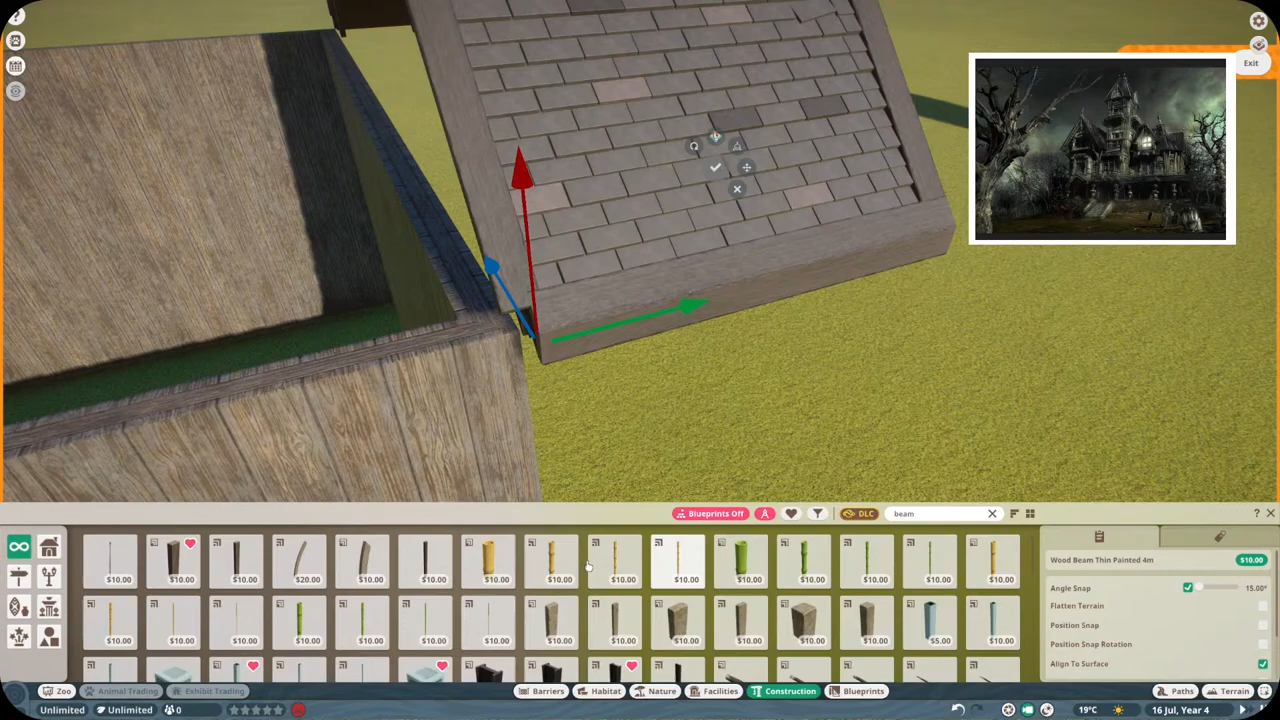 Exit
Blueprints Off
DLC
beam
$10.00 $10.00 $10.00 $20.00 $10.00 $10.00 $10.00 $10.00 $10.00 $10.00 $10.00 $10.00 $10.00 $10.00 $10.00
$10.00 $10.00 $10.00 $10.00 $10.00 $10.00 $10.00 $10.00 $10.00 $10.00 $10.00 $10.00 $10.00 $5.00 $10.00
Wood Beam Thin Painted 4m $10.00
Angle Snap 15.00°
Flatten Terrain
Position Snap
Position Snap Rotation
Align To Surface
Zoo Animal Trading Exhibit Trading Barriers Habitat Nature Facilities Construction Blueprints Paths Terrain
Unlimited Unlimited 0 19°C 16 Jul, Year 4